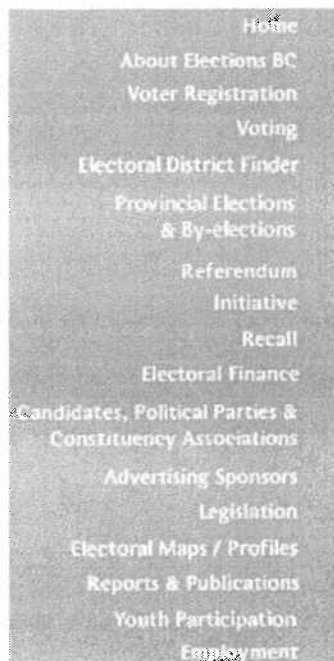 Home
About Elections BC
Voter Registration
Voting
Electoral District Finder
Provincial Elections
& By-elections
Referendum
Initiative
Recall
Electoral Finance
Candidates, Political Parties &
Constituency Associations
Advertising Sponsors
Legislation
Electoral Maps / Profiles
Reports & Publications
Youth Participation
Employment